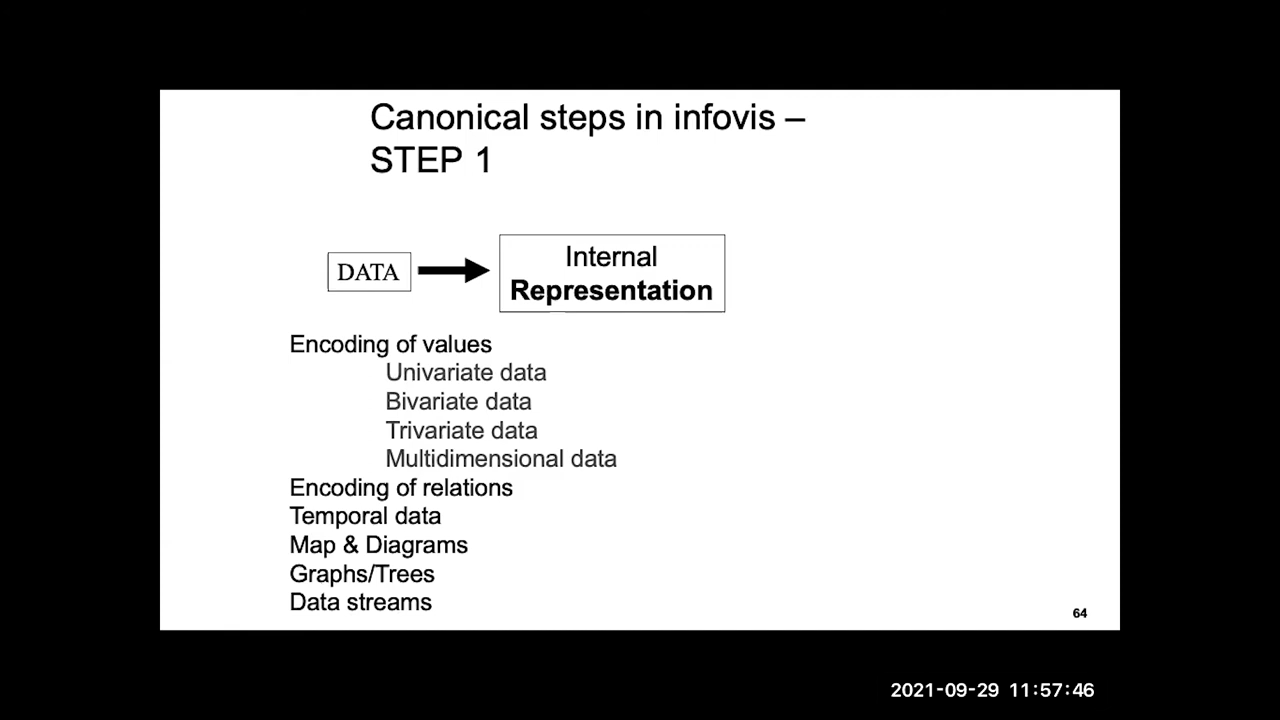 Canonical steps in infovis –
STEP 1
DATA
Internal
Representation
Encoding of values
Univariate data
Bivariate data
Trivariate data
Multidimensional data
Encoding of relations
Temporal data
Map & Diagrams
Graphs/Trees
Data streams
64
2021-09-29 11:57:46